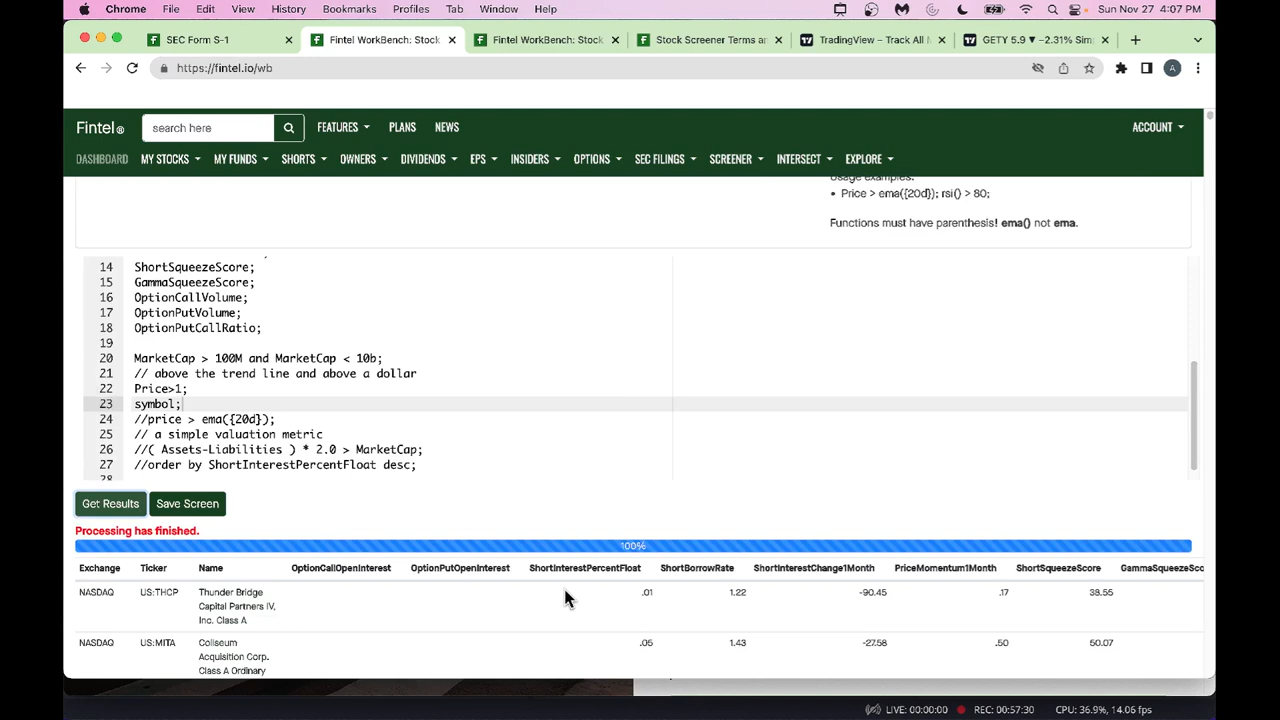 Chrome File Edit View History Bookmarks Profiles Tab Window Help Sun Nov 27 4:07 PM
SEC Form S-1 Fintel WorkBench: Stock Fintel WorkBench: Stock Stock Screener Terms a TradingView – Track All M GETY 5.9 ▼ −2.31% Sim
https://fintel.io/wb A
Fintel® search here FEATURES PLANS NEWS ACCOUNT
DASHBOARD MY STOCKS MY FUNDS SHORTS OWNERS DIVIDENDS EPS INSIDERS OPTIONS SEC FILINGS SCREENER INTERSECT EXPLORE
Usage examples:
• Price > ema({20d}); rsi() > 80;
Functions must have parenthesis! ema() not ema.
14 ShortSqueezeScore;
15 GammaSqueezeScore;
16 OptionCallVolume;
17 OptionPutVolume;
18 OptionPutCallRatio;
19
20 MarketCap > 100M and MarketCap < 10b;
21 // above the trend line and above a dollar
22 Price>1;
23 symbol;
24 //price > ema({20d});
25 // a simple valuation metric
26 //( Assets-Liabilities ) * 2.0 > MarketCap;
27 //order by ShortInterestPercentFloat desc;
28
Get Results Save Screen
Processing has finished.
100%
Exchange Ticker Name OptionCallOpenInterest OptionPutOpenInterest ShortInterestPercentFloat ShortBorrowRate ShortInterestChange1Month PriceMomentum1Month ShortSqueezeScore GammaSqueezeSco
NASDAQ US:THCP Thunder Bridge .01 1.22 -90.45 .17 38.55
Capital Partners IV,
Inc. Class A
NASDAQ US:MITA Coliseum .05 1.43 -27.58 .50 50.07
Acquisition Corp.
Class A Ordinary
LIVE: 00:00:00 REC: 00:57:30 CPU: 36.9%, 14.06 fps